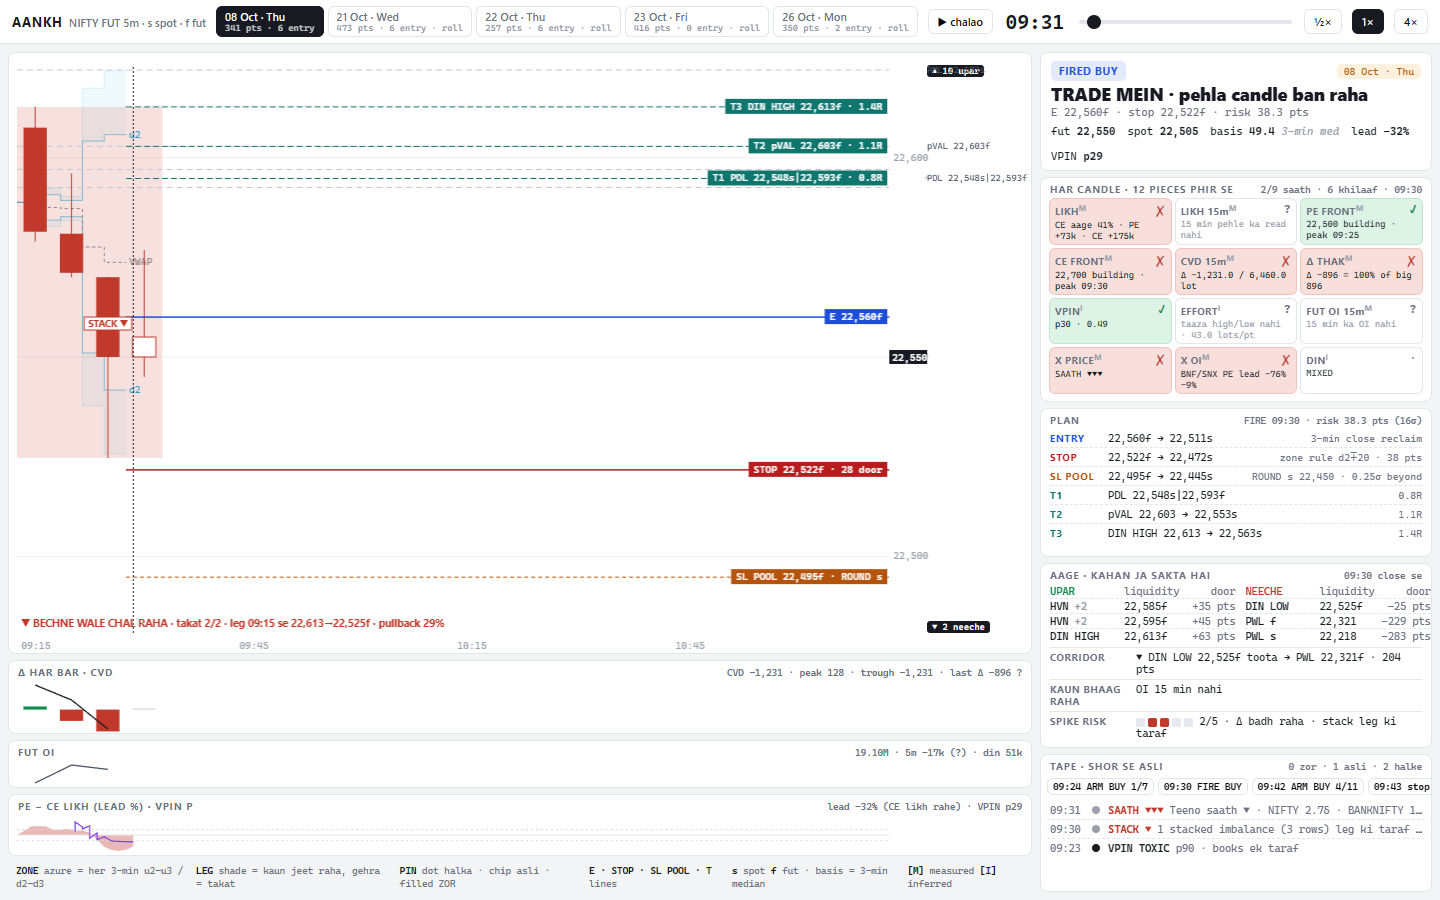 AANKH NIFTY FUT 5m · s spot · f fut
08 Oct · Thu
341 pts · 6 entry
21 Oct · Wed
473 pts · 6 entry · roll
22 Oct · Thu
257 pts · 6 entry · roll
23 Oct · Fri
416 pts · 0 entry · roll
26 Oct · Mon
350 pts · 2 entry · roll
▶ chalao
09:31
½×
1×
4×
▲ 10 upar
T3 DIN HIGH 22,613f · 1.4R
u2
T2 pVAL 22,603f · 1.1R
pVAL 22,603f
22,600
T1 PDL 22,548s|22,593f · 0.8R
PDL 22,548s|22,593f
VWAP
E 22,560f
STACK ▼
22,550
d2
STOP 22,522f · 28 door
22,500
SL POOL 22,495f · ROUND s
▼ BECHNE WALE CHAL RAHA · takat 2/2 · leg 09:15 se 22,613→22,525f · pullback 29%
▼ 2 neeche
09:15
09:45
10:15
10:45
Δ HAR BAR · CVD
CVD −1,231 · peak 128 · trough −1,231 · last Δ −896 ?
FUT OI
19.10M · 5m −17k (?) · din 51k
PE − CE LIKH (LEAD %) · VPIN P
lead −32% (CE likh rahe) · VPIN p29
ZONE azure = her 3-min u2–u3 / d2–d3
LEG shade = kaun jeet raha, gehra = takat
PIN dot halka · chip asli · filled ZOR
E · STOP · SL POOL · T lines
s spot f fut · basis = 3-min median
[M] measured [I] inferred
FIRED BUY
08 Oct · Thu
TRADE MEIN · pehla candle ban raha
E 22,560f · stop 22,522f · risk 38.3 pts
fut 22,550 spot 22,505 basis 49.4 3-min med lead −32%
VPIN p29
HAR CANDLE · 12 PIECES PHIR SE
2/9 saath · 6 khilaaf · 09:30
LIKH M ✗
CE aage 41% · PE +73k · CE +175k
LIKH 15m M ?
15 min pehle ka read nahi
PE FRONT M ✓
22,500 building · peak 09:25
CE FRONT M ✗
22,700 building · peak 09:30
CVD 15m M ✗
Δ −1,231.0 / 6,460.0 lot
Δ THAK M ✗
Δ −896 = 100% of big 896
VPIN I ✓
p30 · 0.49
EFFORT I ?
taaza high/low nahi · 43.0 lots/pt
FUT OI 15m M ?
15 min ka OI nahi
X PRICE M ✗
SAATH ▼▼▼
X OI M ✗
BNF/SNX PE lead −76% −9%
DIN I ·
MIXED
PLAN
FIRE 09:30 · risk 38.3 pts (16σ)
ENTRY 22,560f → 22,511s 3-min close reclaim
STOP 22,522f → 22,472s zone rule d2∓20 · 38 pts
SL POOL 22,495f → 22,445s ROUND s 22,450 · 0.25σ beyond
T1 PDL 22,548s|22,593f 0.8R
T2 pVAL 22,603 → 22,553s 1.1R
T3 DIN HIGH 22,613 → 22,563s 1.4R
AAGE · KAHAN JA SAKTA HAI
09:30 close se
UPAR liquidity door NEECHE liquidity door
HVN +2 22,585f +35 pts DIN LOW 22,525f −25 pts
HVN +2 22,595f +45 pts PWL f 22,321 −229 pts
DIN HIGH 22,613f +63 pts PWL s 22,218 −283 pts
CORRIDOR ▼ DIN LOW 22,525f toota → PWL 22,321f · 204 pts
KAUN BHAAG RAHA OI 15 min nahi
SPIKE RISK 2/5 · Δ badh raha · stack leg ki taraf
TAPE · SHOR SE ASLI
0 zor · 1 asli · 2 halke
09:24 ARM BUY 1/7
09:30 FIRE BUY
09:42 ARM BUY 4/11
09:43 stop
09:31 SAATH ▼▼▼ Teeno saath ▼ · NIFTY 2.7δ · BANKNIFTY 1…
09:30 STACK ▼ 1 stacked imbalance (3 rows) leg ki taraf …
09:23 VPIN TOXIC p90 · books ek taraf